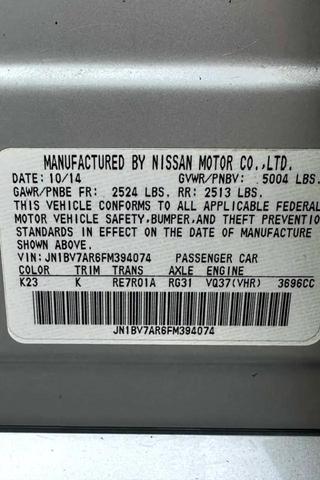 MANUFACTURED BY NISSAN MOTOR CO.,LTD.
DATE: 10/14 GVWR/PNBV: 5004 LBS.
GAWR/PNBE FR: 2524 LBS. RR: 2513 LBS.
THIS VEHICLE CONFORMS TO ALL APPLICABLE FEDERAL
MOTOR VEHICLE SAFETY,BUMPER,AND THEFT PREVENTIO
STANDARDS IN EFFECT ON THE DATE OF MANUFACTURE
SHOWN ABOVE.
VIN: JN1BV7AR6FM394074 PASSENGER CAR
COLOR TRIM TRANS AXLE ENGINE
K23 K RE7R01A RG31 VQ37(VHR) 3696CC
JN1BV7AR6FM394074